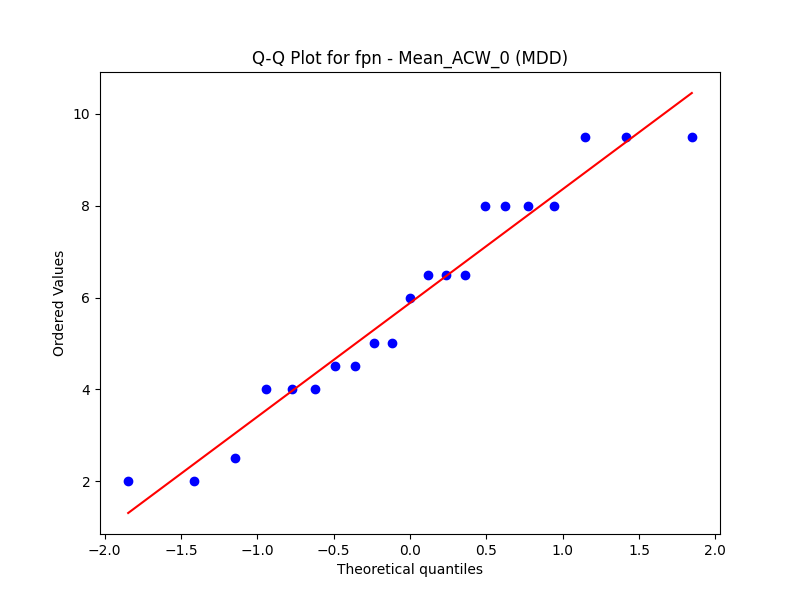 Q-Q Plot for fpn - Mean_ACW_0 (MDD)
Ordered Values
10
8
6
4
2
−2.0 −1.5 −1.0 −0.5 0.0 0.5 1.0 1.5 2.0
Theoretical quantiles